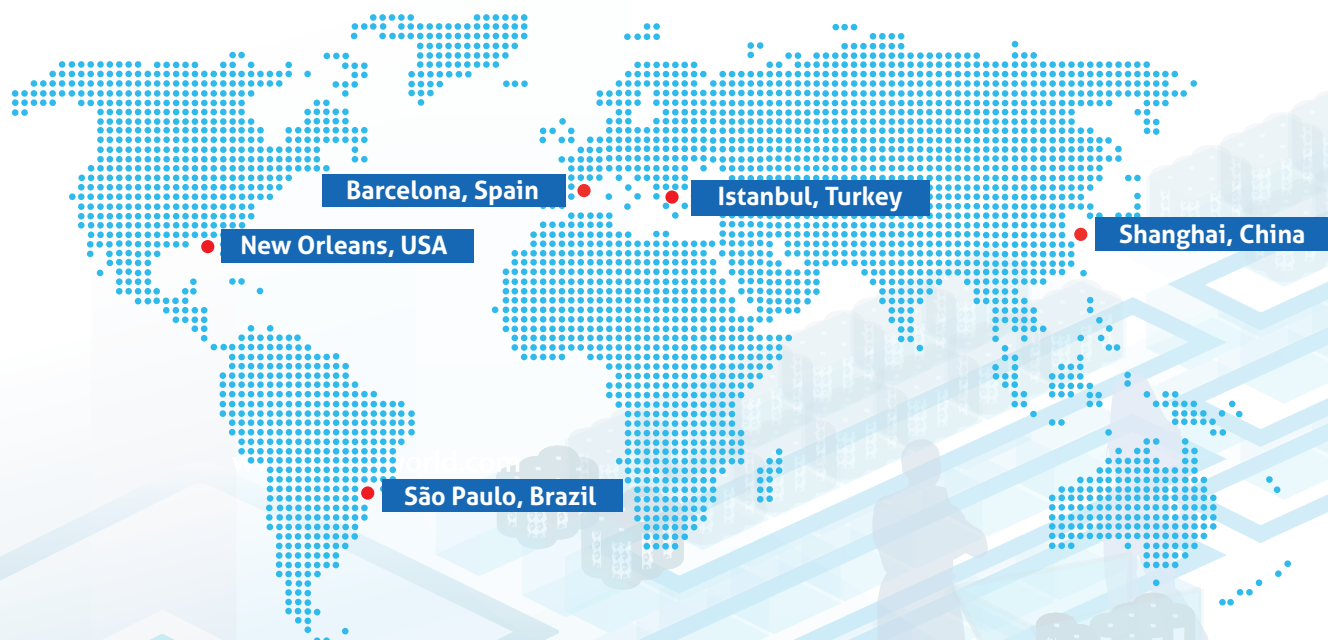 Barcelona, Spain
Istanbul, Turkey
New Orleans, USA
Shanghai, China
São Paulo, Brazil